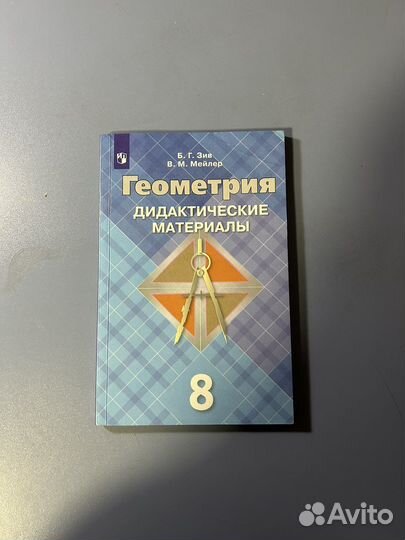 Б. Г. Зив
В. М. Мейлер
Геометрия
ДИДАКТИЧЕСКИЕ
МАТЕРИАЛЫ
8
Avito